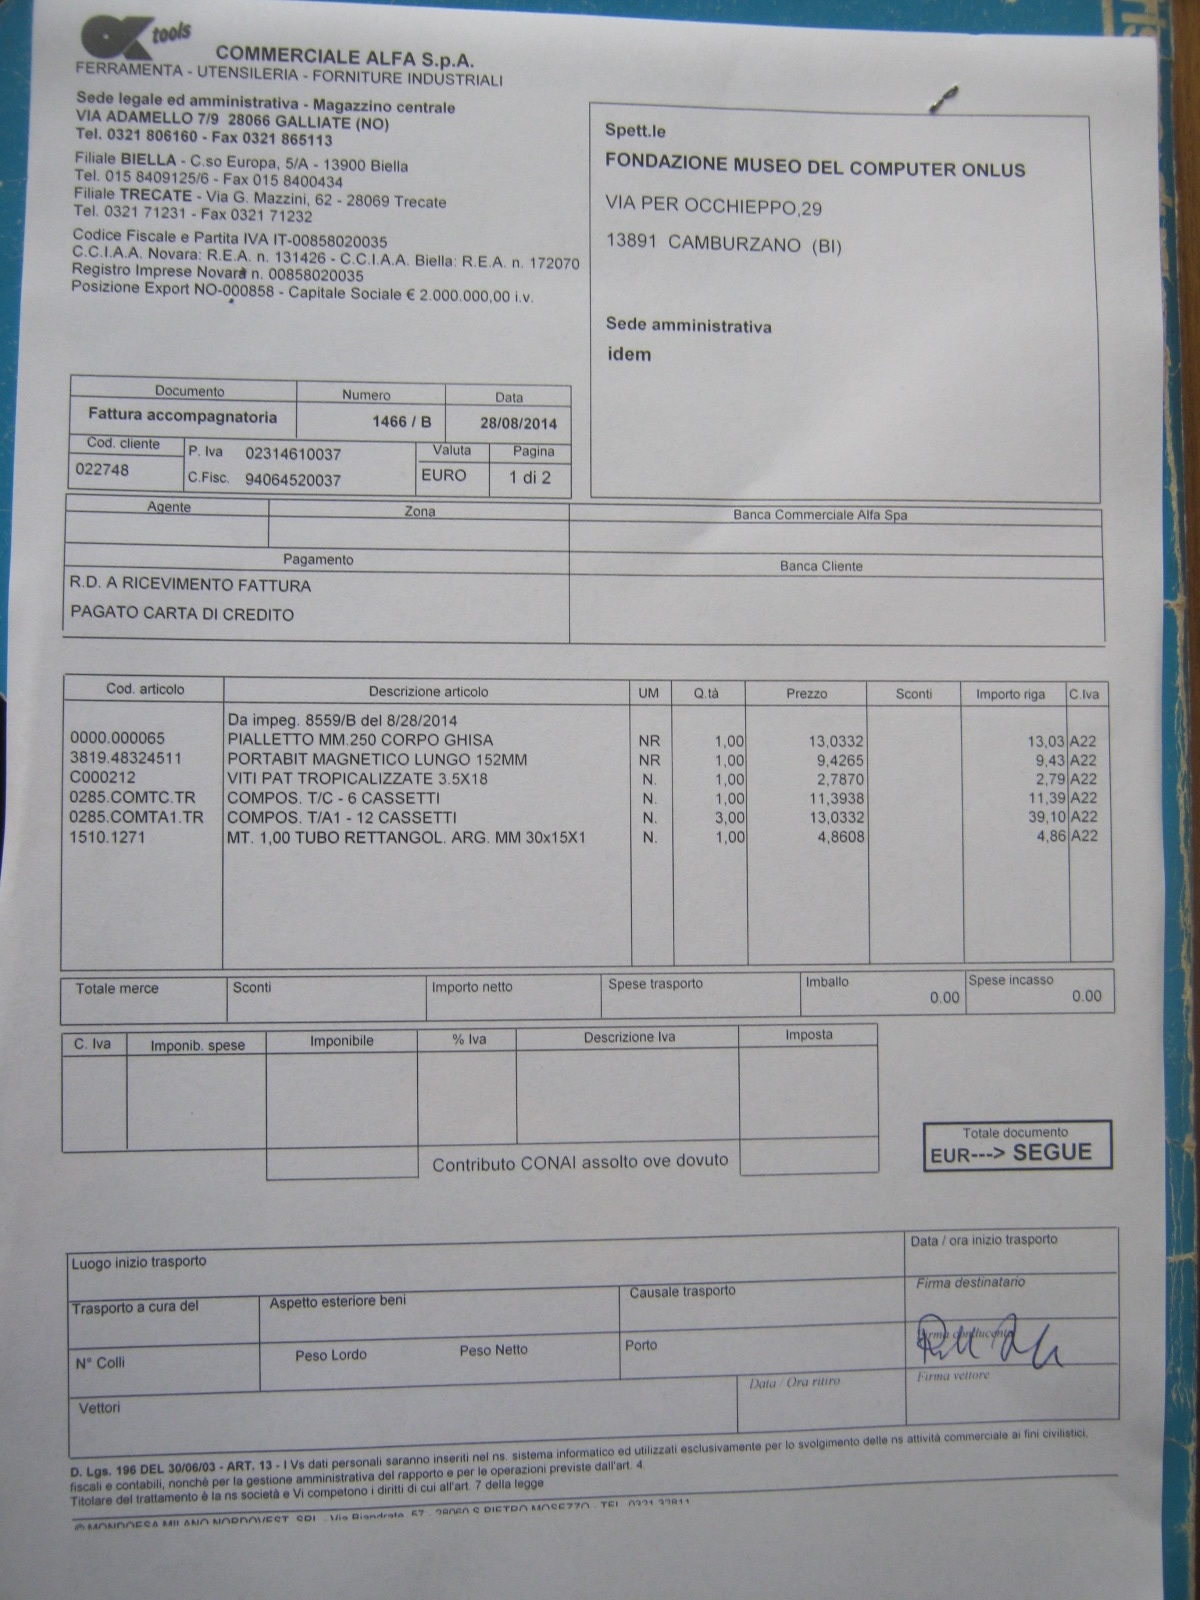 tools
COMMERCIALE ALFA S.p.A.
FERRAMENTA - UTENSILERIA - FORNITURE INDUSTRIALI
Sede legale ed amministrativa - Magazzino centrale
VIA ADAMELLO 7/9 28066 GALLIATE (NO)
Tel. 0321 806160 - Fax 0321 865113
Filiale BIELLA - C.so Europa, 5/A - 13900 Biella
Tel. 015 8409125/6 - Fax 015 8400434
Filiale TRECATE - Via G. Mazzini, 62 - 28069 Trecate
Tel. 0321 71231 - Fax 0321 71232
Codice Fiscale e Partita IVA IT-00858020035
C.C.I.A.A. Novara: R.E.A. n. 131426 - C.C.I.A.A. Biella: R.E.A. n. 172070
Registro Imprese Novara n. 00858020035
Posizione Export NO-000858 - Capitale Sociale € 2.000.000,00 i.v.
Spett.le
FONDAZIONE MUSEO DEL COMPUTER ONLUS
VIA PER OCCHIEPPO,29
13891 CAMBURZANO (BI)
Sede amministrativa
idem
Documento Numero Data
Fattura accompagnatoria 1466 / B 28/08/2014
Cod. cliente P. Iva 02314610037 Valuta Pagina
022748 C.Fisc. 94064520037 EURO 1 di 2
Agente Zona Banca Commerciale Alfa Spa
Pagamento Banca Cliente
R.D. A RICEVIMENTO FATTURA
PAGATO CARTA DI CREDITO
Cod. articolo Descrizione articolo UM Q.tà Prezzo Sconti Importo riga C.Iva
Da impeg. 8559/B del 8/28/2014
0000.000065 PIALLETTO MM.250 CORPO GHISA NR 1,00 13,0332 13,03 A22
3819.48324511 PORTABIT MAGNETICO LUNGO 152MM NR 1,00 9,4265 9,43 A22
C000212 VITI PAT TROPICALIZZATE 3.5X18 N. 1,00 2,7870 2,79 A22
0285.COMTC.TR COMPOS. T/C - 6 CASSETTI N. 1,00 11,3938 11,39 A22
0285.COMTA1.TR COMPOS. T/A1 - 12 CASSETTI N. 3,00 13,0332 39,10 A22
1510.1271 MT. 1,00 TUBO RETTANGOL. ARG. MM 30x15X1 N. 1,00 4,8608 4,86 A22
Totale merce Sconti Importo netto Spese trasporto Imballo 0.00 Spese incasso 0.00
C. Iva Imponib. spese Imponibile % Iva Descrizione Iva Imposta
Contributo CONAI assolto ove dovuto
Totale documento
EUR---> SEGUE
Luogo inizio trasporto Data / ora inizio trasporto
Trasporto a cura del Aspetto esteriore beni Causale trasporto Firma destinatario
N° Colli Peso Lordo Peso Netto Porto
Vettori Data / Ora ritiro Firma vettore
D. Lgs. 196 DEL 30/06/03 - ART. 13 - I Vs dati personali saranno inseriti nel ns. sistema informatico ed utilizzati esclusivamente per lo svolgimento delle ns attività commerciale ai fini civilistici,
fiscali e contabili, nonchè per la gestione amministrativa del rapporto e per le operazioni previste dall'art. 4.
Titolare del trattamento è la ns società e Vi competono i diritti di cui all'art. 7 della legge